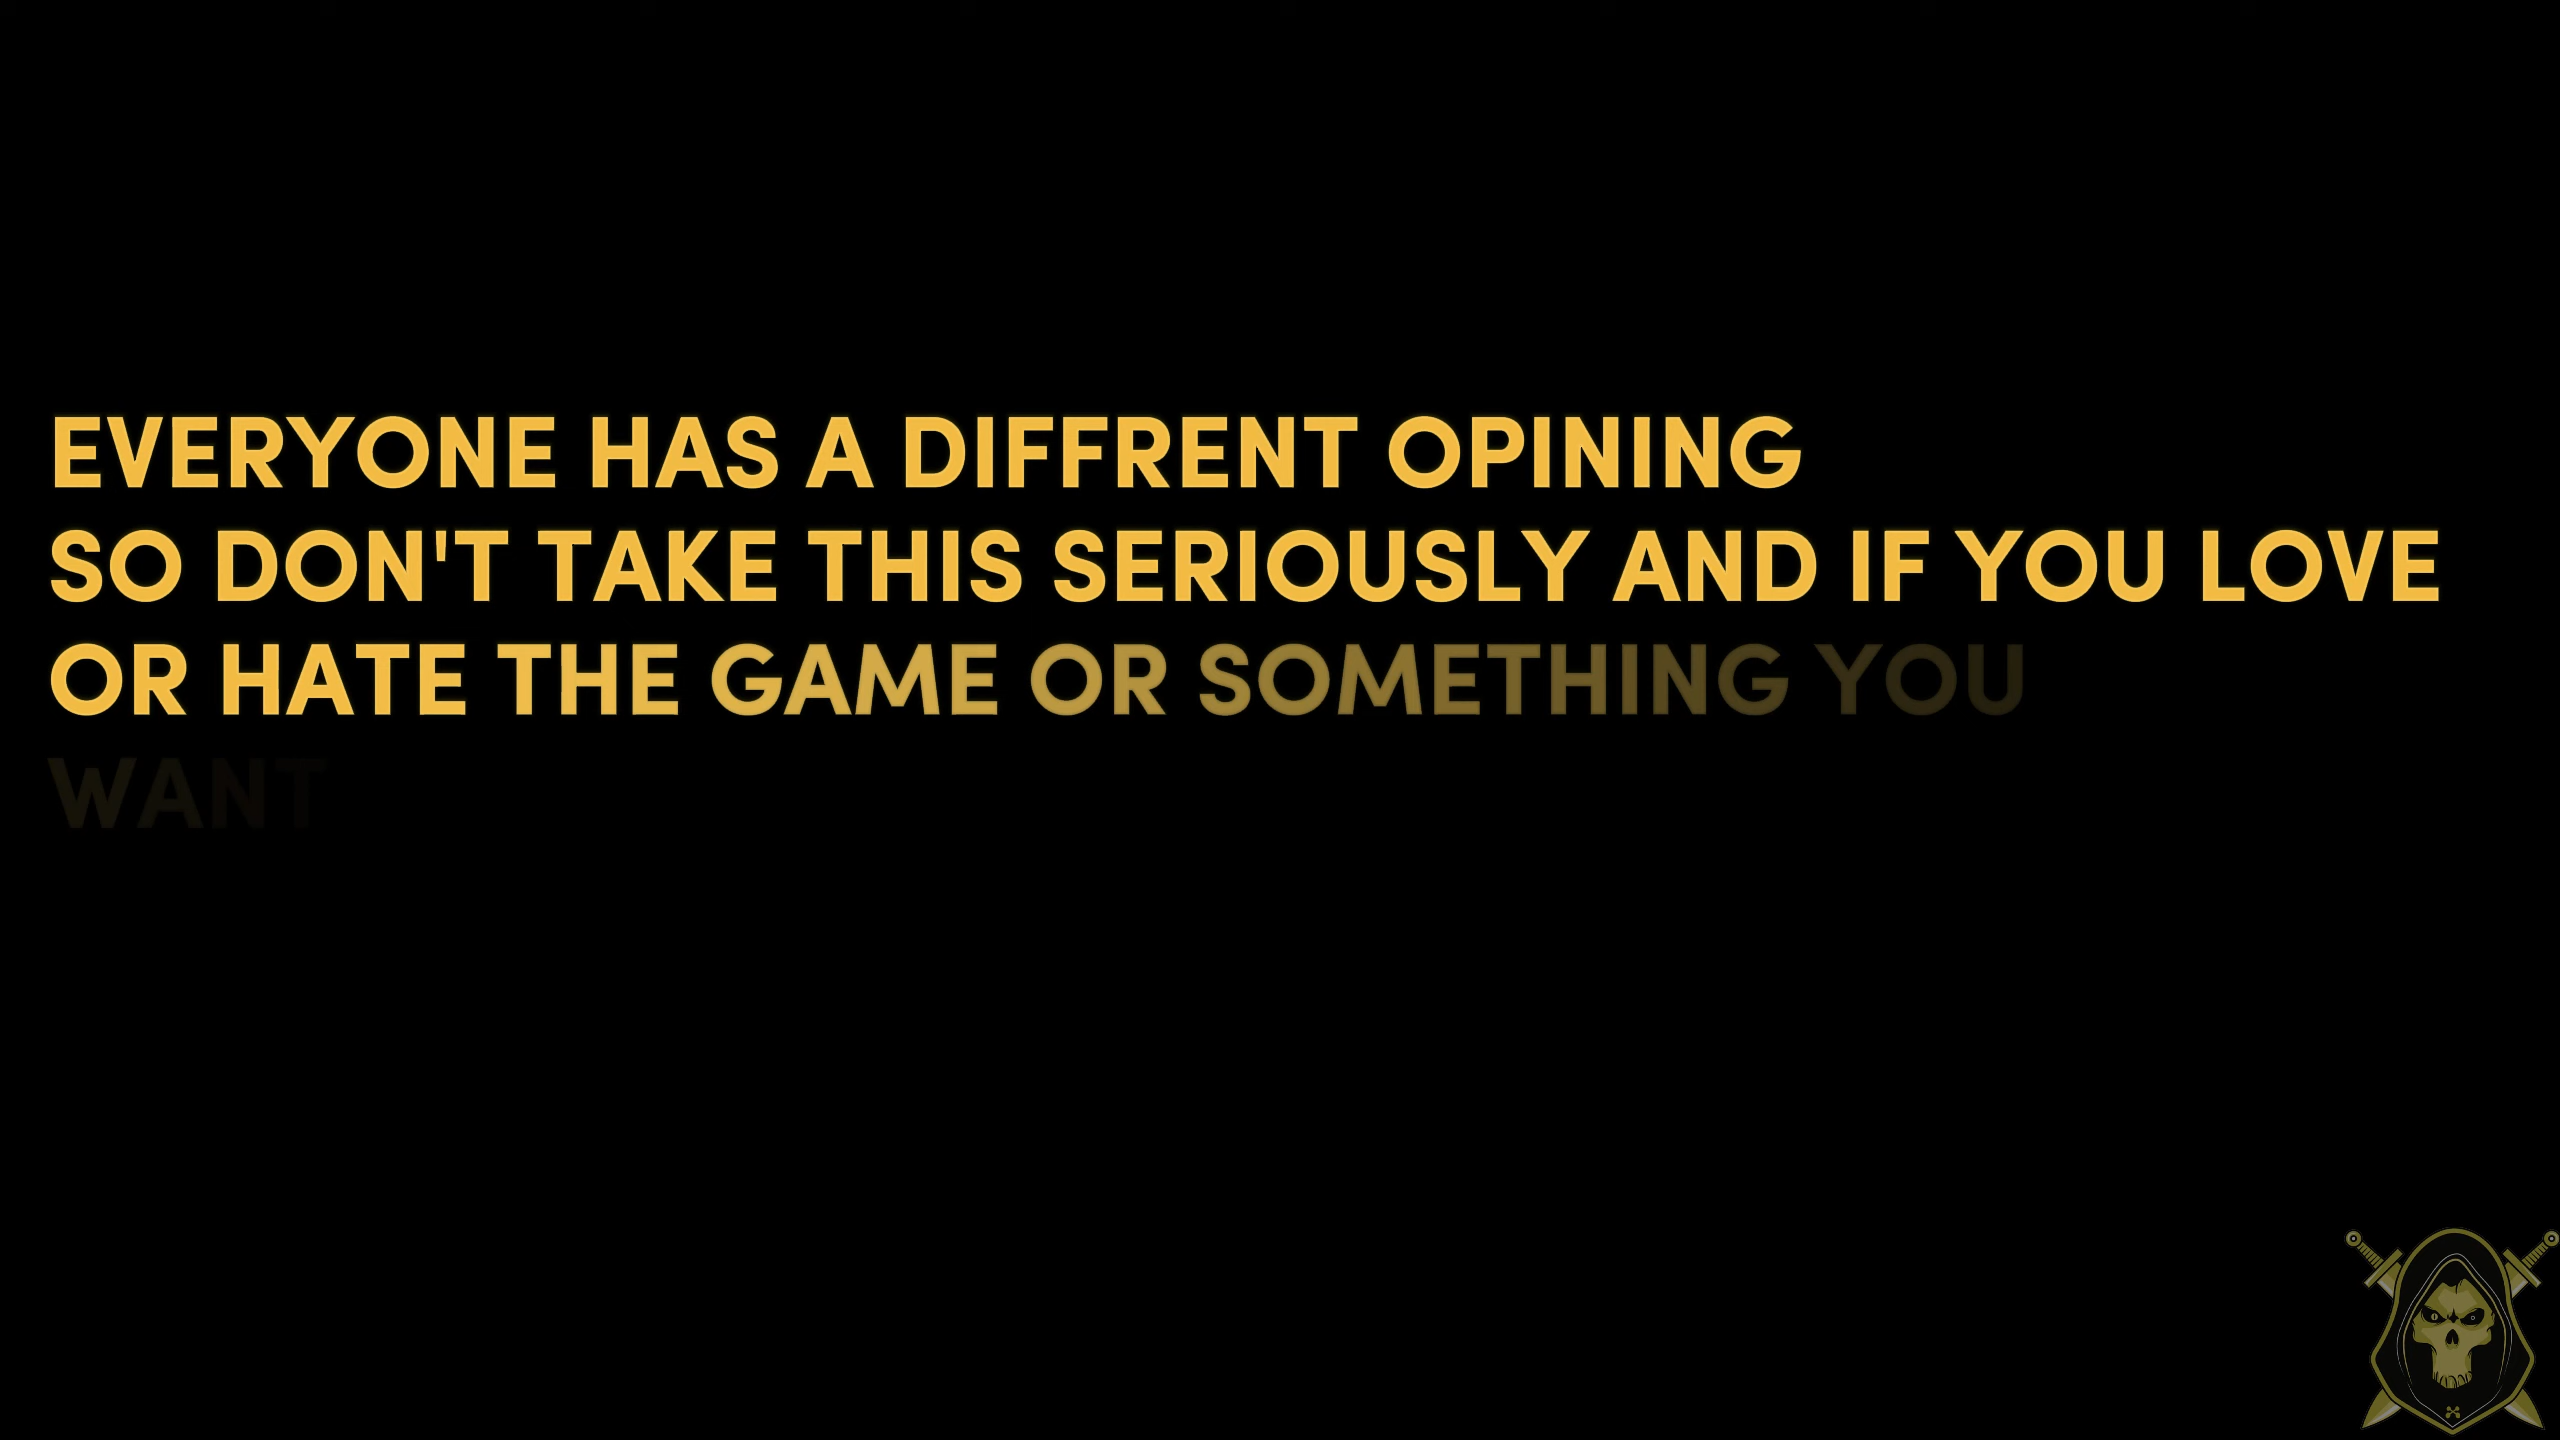 EVERYONE HAS A DIFFRENT OPINING
SO DON'T TAKE THIS SERIOUSLY AND IF YOU LOVE
OR HATE THE GAME OR SOMETHING YOU
WANT